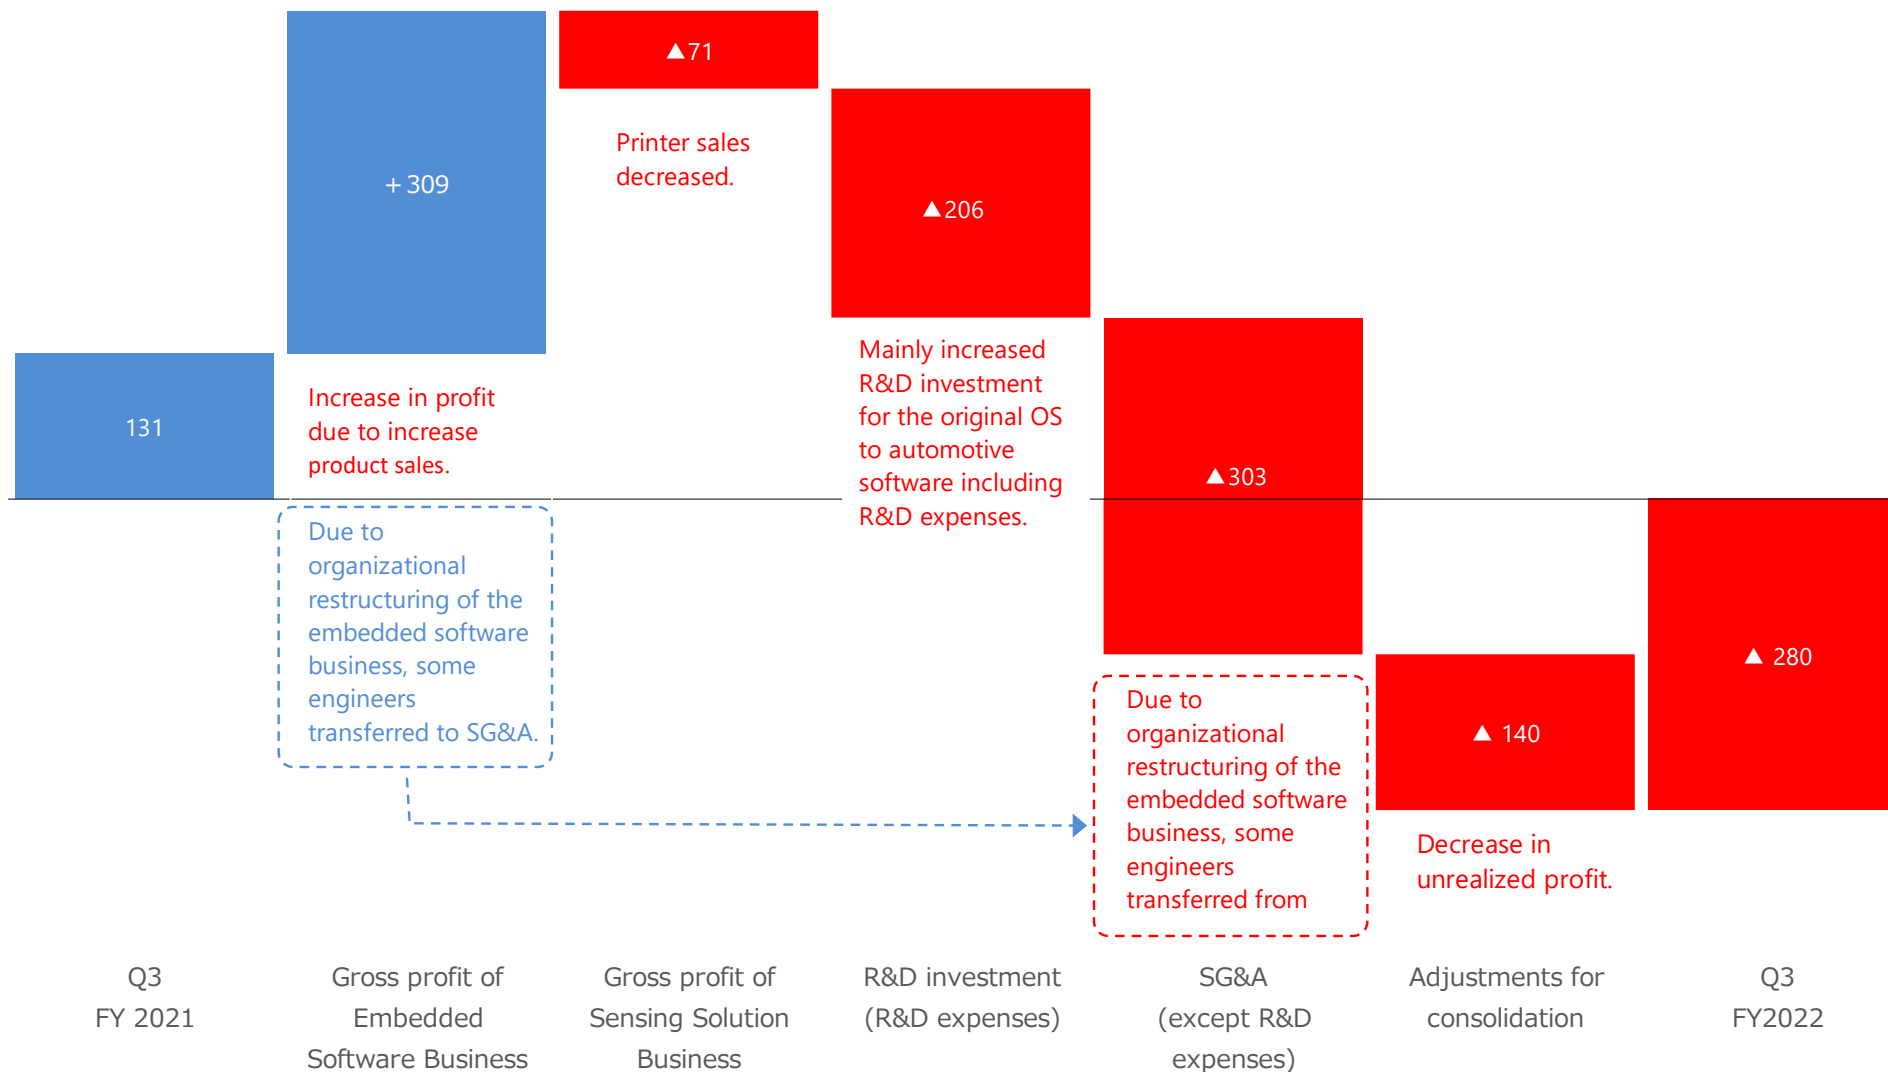 ▲71
+309
▲206
131
▲303
▲ 280
▲ 140
Printer sales
decreased.
Increase in profit
due to increase
product sales.
Mainly increased
R&D investment
for the original OS
to automotive
software including
R&D expenses.
Due to
organizational
restructuring of the
embedded software
business, some
engineers
transferred to SG&A.
Due to
organizational
restructuring of the
embedded software
business, some
engineers
transferred from
Decrease in
unrealized profit.
Q3
FY 2021
Gross profit of
Embedded
Software Business
Gross profit of
Sensing Solution
Business
R&D investment
(R&D expenses)
SG&A
(except R&D
expenses)
Adjustments for
consolidation
Q3
FY2022